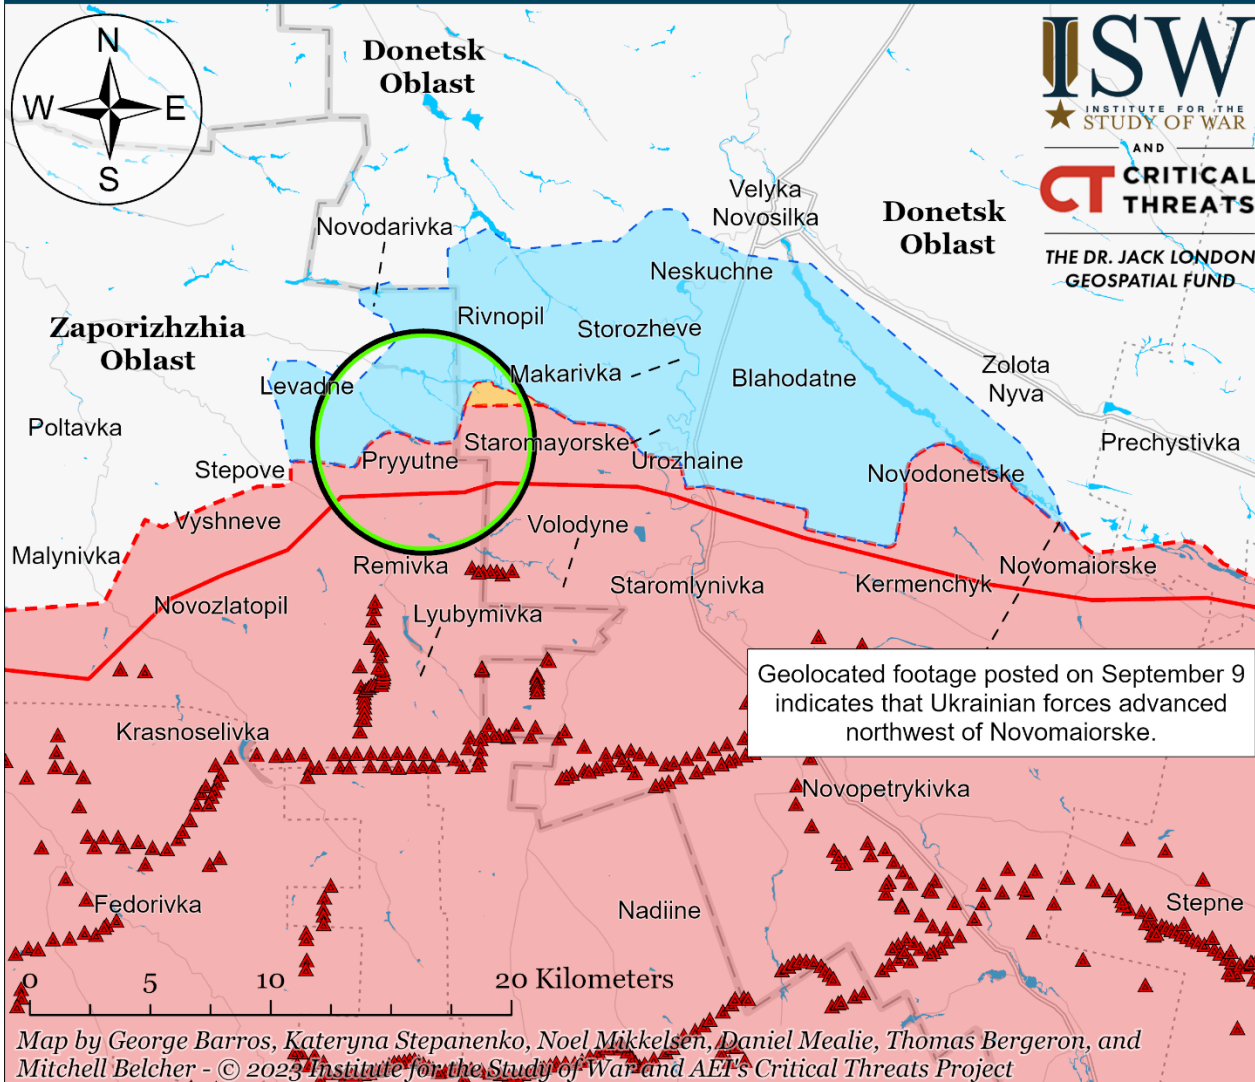 N
W
E
S
Donetsk
Oblast
ISW
INSTITUTE FOR THE
STUDY OF WAR
AND
CT CRITICAL
THREATS
THE DR. JACK LONDON
GEOSPATIAL FUND
Velyka
Novosilka
Donetsk
Oblast
Novodarivka
Neskuchne
Zaporizhzhia
Oblast
Rivnopil
Storozheve
Levadne
Makarivka
Blahodatne
Zolota
Nyva
Poltavka
Staromayorske
Prechystivka
Stepove
Pryyutne
Urozhaine
Novodonetske
Vyshneve
Volodyne
Malynivka
Remivka
Novomaiorske
Staromlynivka
Kermenchyk
Novozlatopil
Lyubymivka
Geolocated footage posted on September 9
indicates that Ukrainian forces advanced
northwest of Novomaiorske.
Krasnoselivka
Novopetrykivka
Fedorivka
Nadiine
Stepne
0 5 10 20 Kilometers
Map by George Barros, Kateryna Stepanenko, Noel Mikkelsen, Daniel Mealie, Thomas Bergeron, and
Mitchell Belcher - © 2023 Institute for the Study of War and AEI's Critical Threats Project